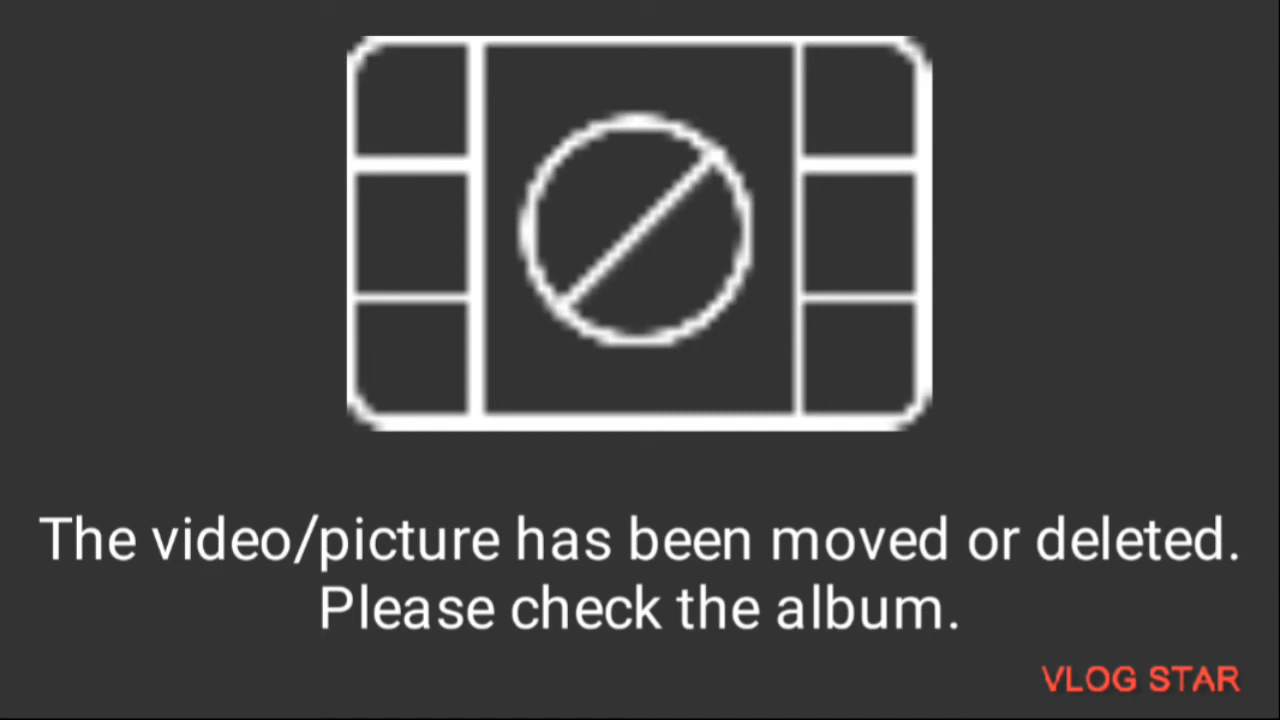 The video/picture has been moved or deleted.
Please check the album.
VLOG STAR